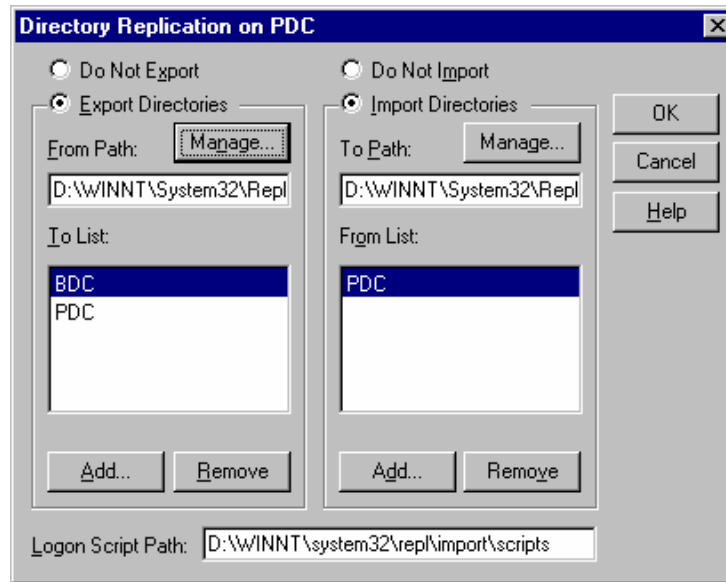 Directory Replication on PDC
Do Not Export
Do Not Import
Export Directories
Import Directories
OK
From Path:
Manage...
To Path:
Manage...
Cancel
D:\WINNT\System32\Repl
D:\WINNT\System32\Repl
Help
To List:
From List:
BDC
PDC
PDC
Add...
Remove
Add...
Remove
Logon Script Path:
D:\WINNT\system32\repl\import\scripts